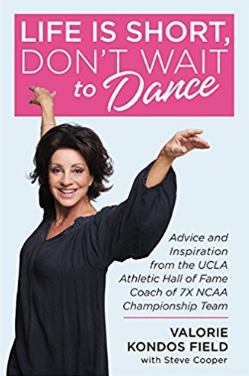 LIFE IS SHORT,
DON'T WAIT
to Dance
Advice and
Inspiration
from the UCLA
Athletic Hall of Fame
Coach of 7X NCAA
Championship Team
VALORIE
KONDOS FIELD
with Steve Cooper